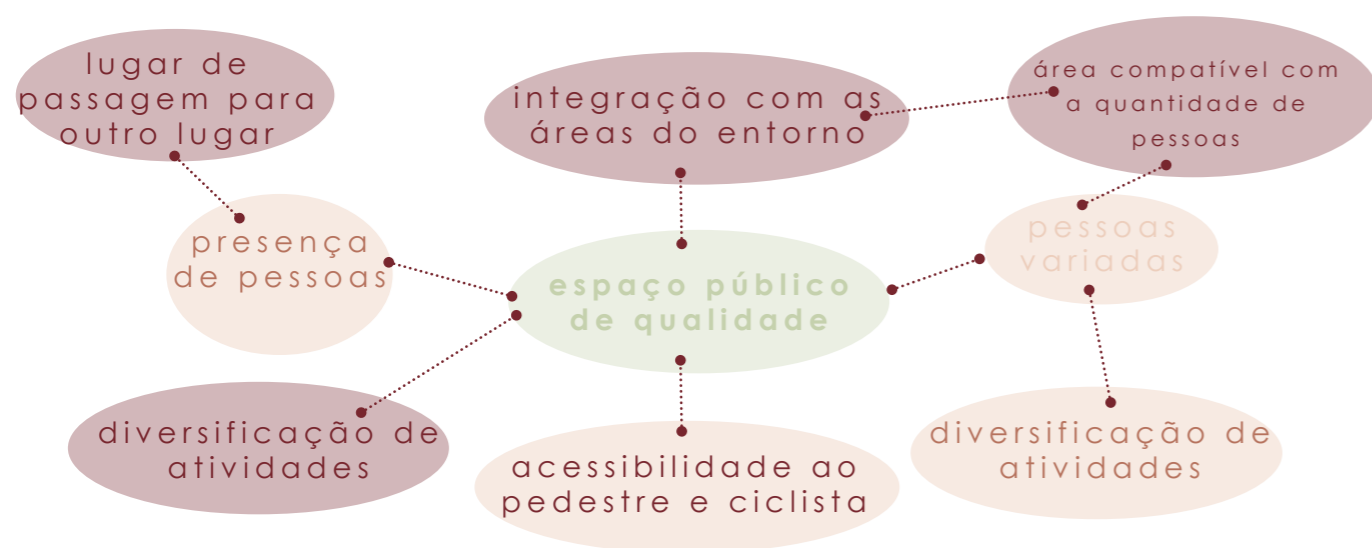 lugar de
passagem para
outro lugar
integração com as
áreas do entorno
área compatível com
a quantidade de
pessoas
presença
de pessoas
espaço público
de qualidade
pessoas
variadas
diversificação de
atividades
acessibilidade ao
pedestre e ciclista
diversificação de
atividades